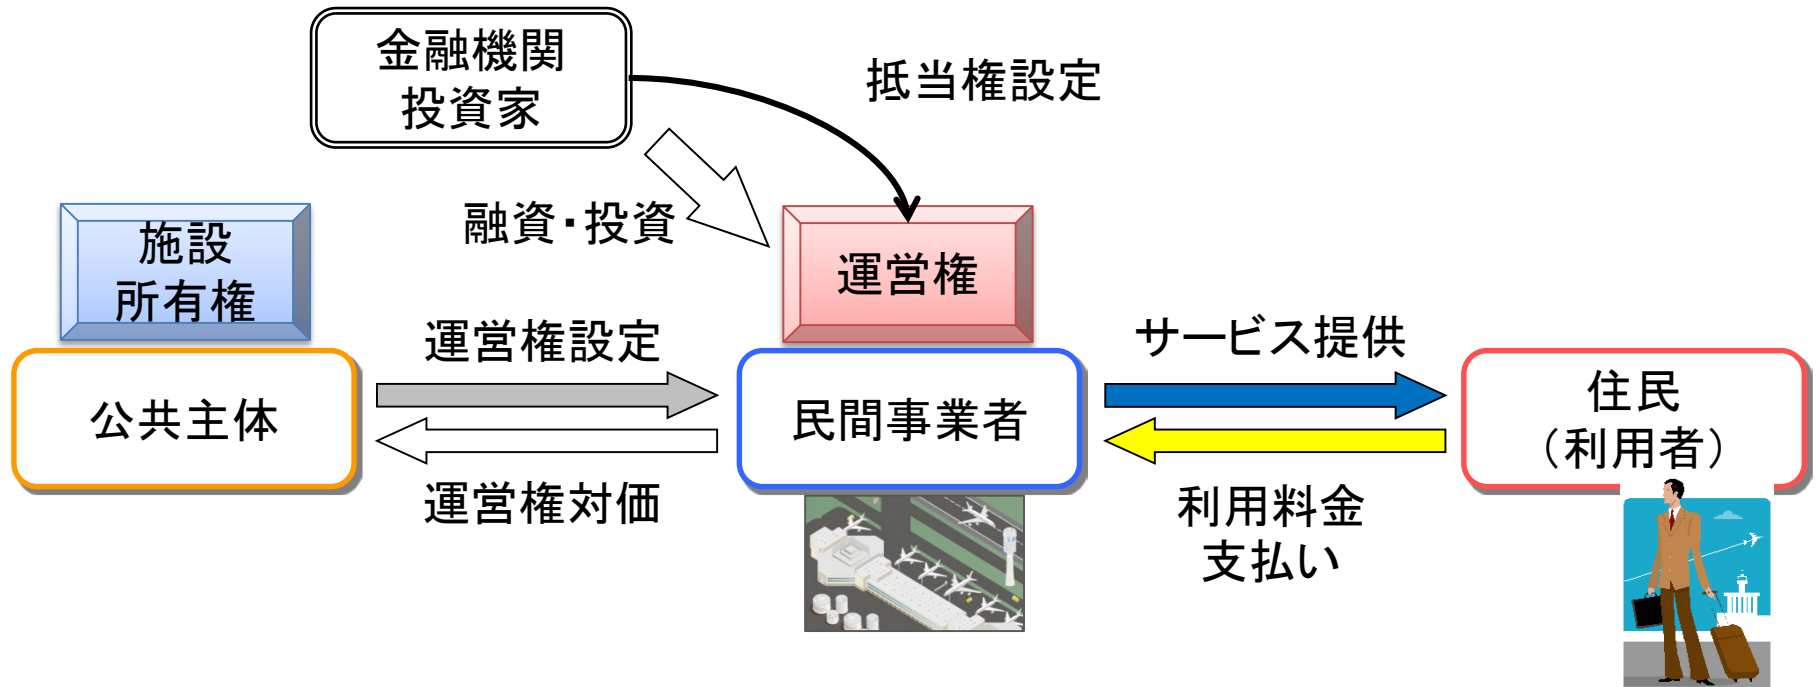 金融機関
投資家
抵当権設定
融資・投資
施設
所有権
運営権
運営権設定
サービス提供
公共主体
民間事業者
住民
（利用者）
運営権対価
利用料金
支払い